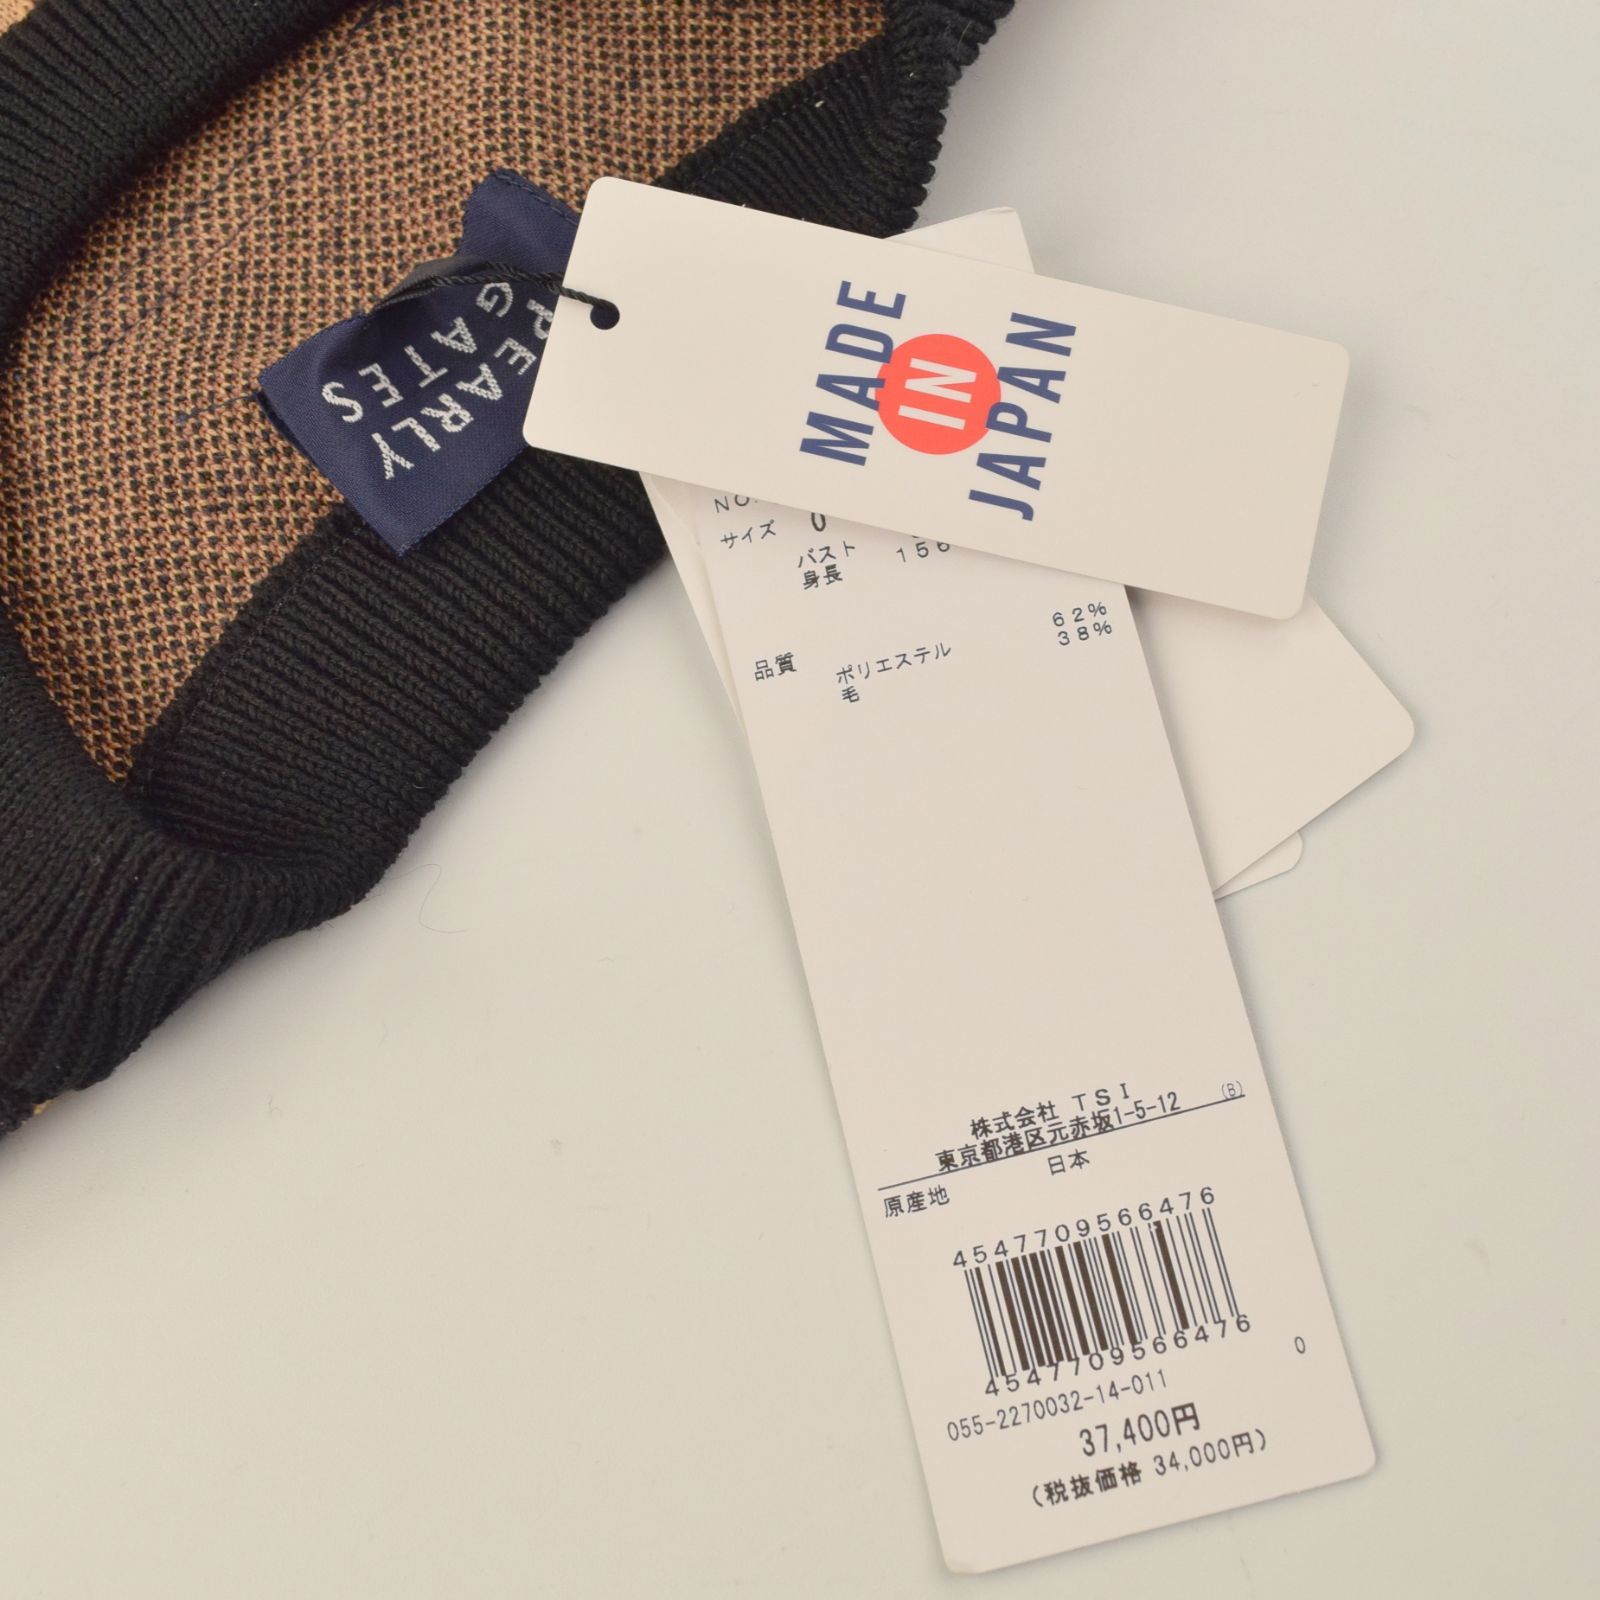 PEARLY
GATES
MADE
IN
JAPAN
NO.
サイズ 0
バスト
身長 156
品質 ポリエステル 62%
毛 38%
株式会社 TSI (B)
東京都港区元赤坂1-5-12
原産地 日本
4547709566476
4547709566476
055-2270032-14-011 0
37,400円
(税抜価格 34,000円)